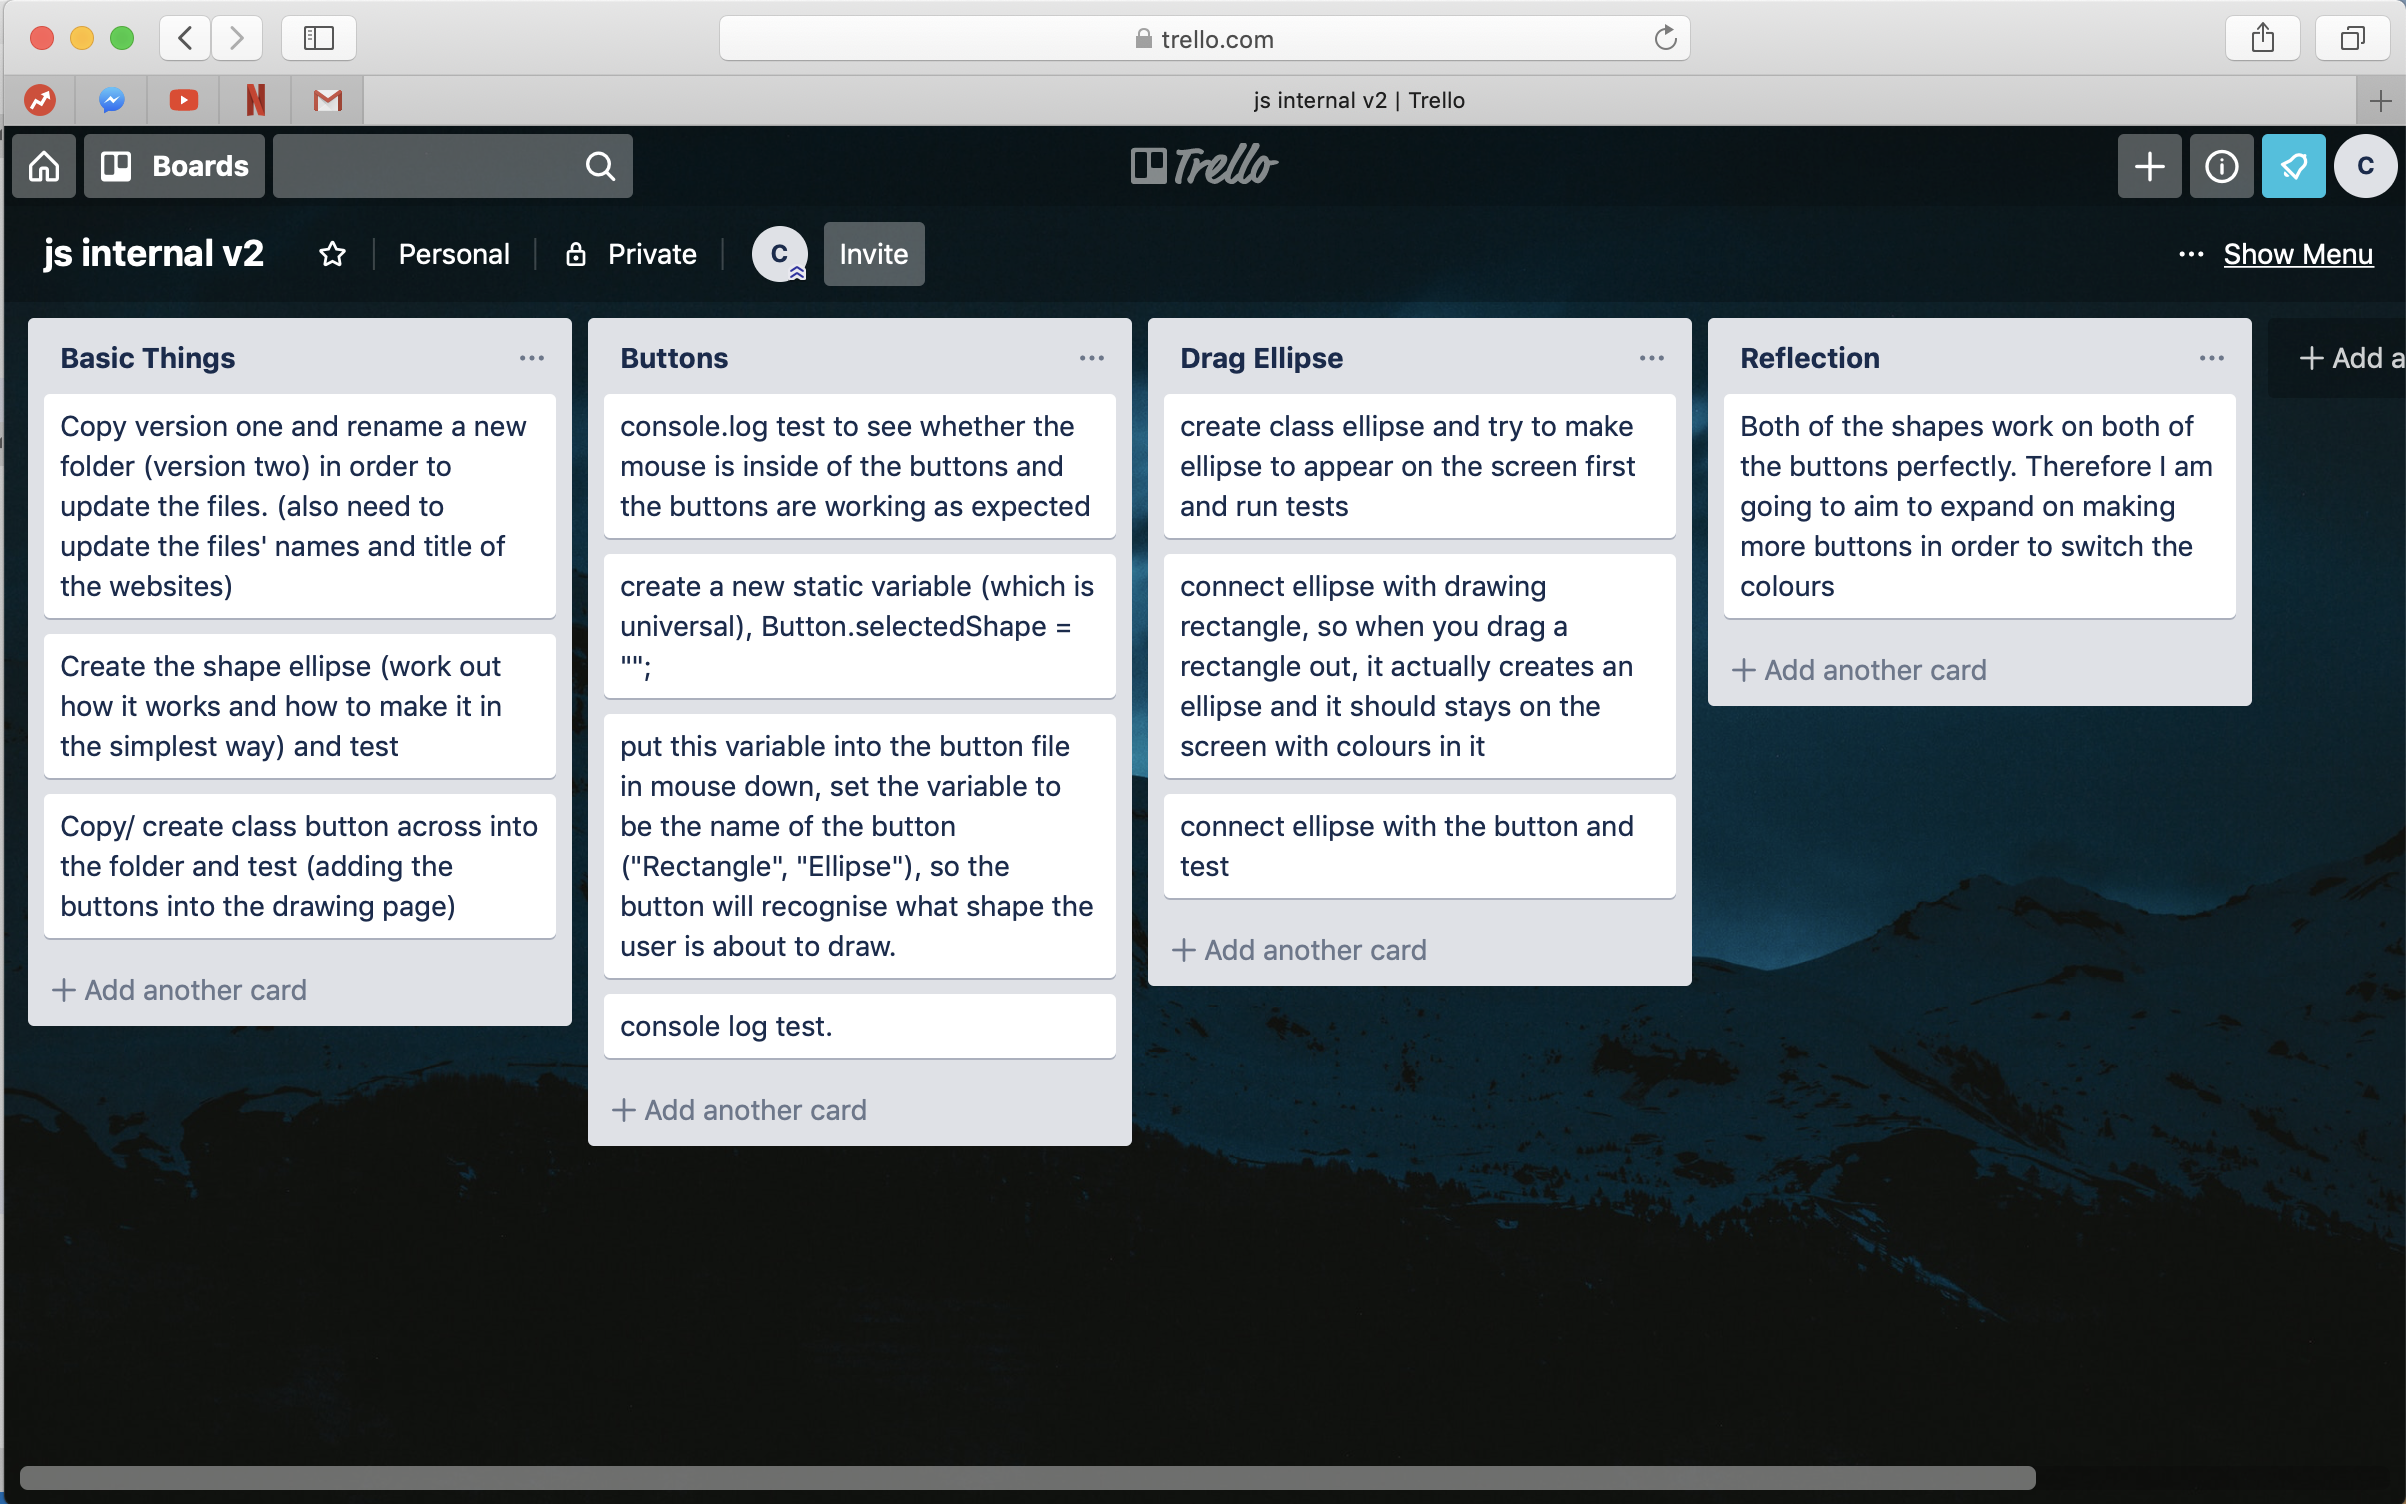 trello.com
js internal v2 | Trello
Boards
Trello
C
js internal v2
Personal
Private
C
Invite
Show Menu
Basic Things
Copy version one and rename a new
folder (version two) in order to
update the files. (also need to
update the files' names and title of
the websites)
Create the shape ellipse (work out
how it works and how to make it in
the simplest way) and test
Copy/ create class button across into
the folder and test (adding the
buttons into the drawing page)
+ Add another card
Buttons
console.log test to see whether the
mouse is inside of the buttons and
the buttons are working as expected
create a new static variable (which is
universal), Button.selectedShape =
"";
put this variable into the button file
in mouse down, set the variable to
be the name of the button
("Rectangle", "Ellipse"), so the
button will recognise what shape the
user is about to draw.
console log test.
+ Add another card
Drag Ellipse
create class ellipse and try to make
ellipse to appear on the screen first
and run tests
connect ellipse with drawing
rectangle, so when you drag a
rectangle out, it actually creates an
ellipse and it should stays on the
screen with colours in it
connect ellipse with the button and
test
+ Add another card
Reflection
Both of the shapes work on both of
the buttons perfectly. Therefore I am
going to aim to expand on making
more buttons in order to switch the
colours
+ Add another card
+ Add a